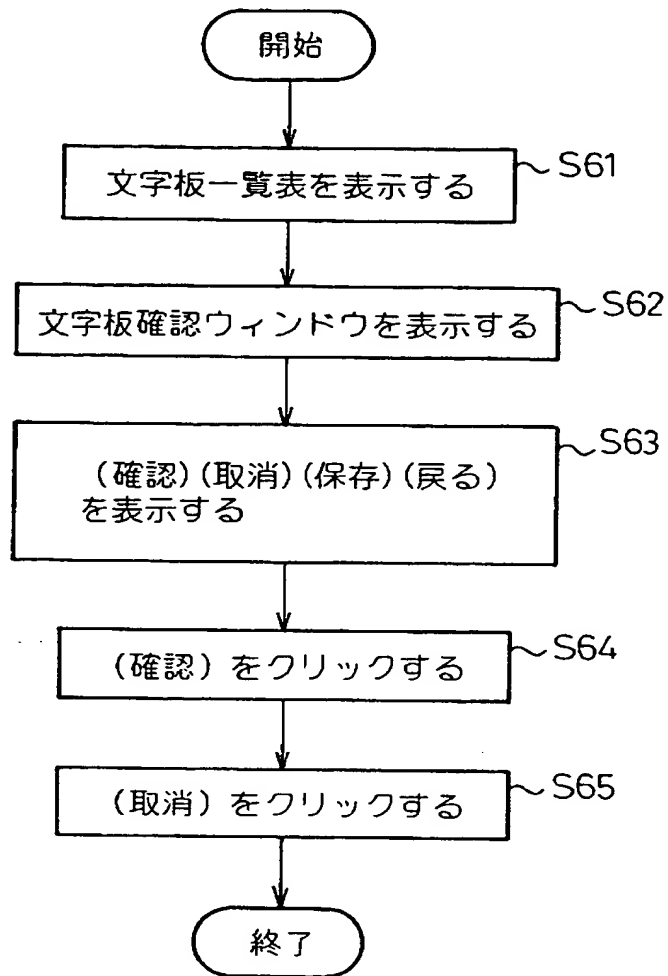 開始
文字板一覧表を表示する
S61
文字板確認ウィンドウを表示する
S62
(確認)(取消)(保存)(戻る)
を表示する
S63
(確認)をクリックする
S64
(取消)をクリックする
S65
終了